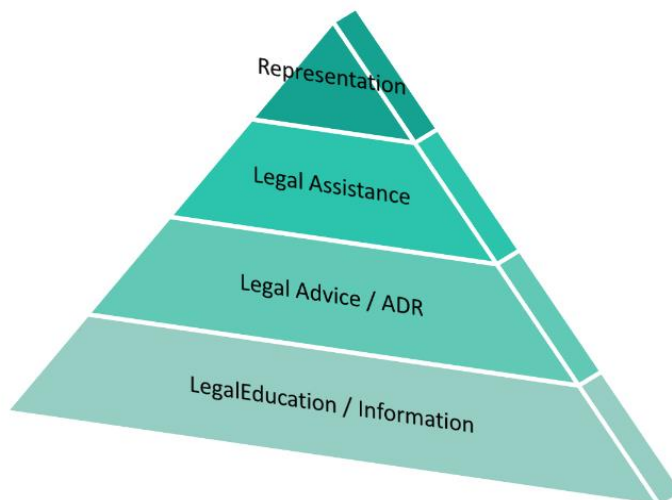 Representation
Legal Assistance
Legal Advice / ADR
LegalEducation / Information